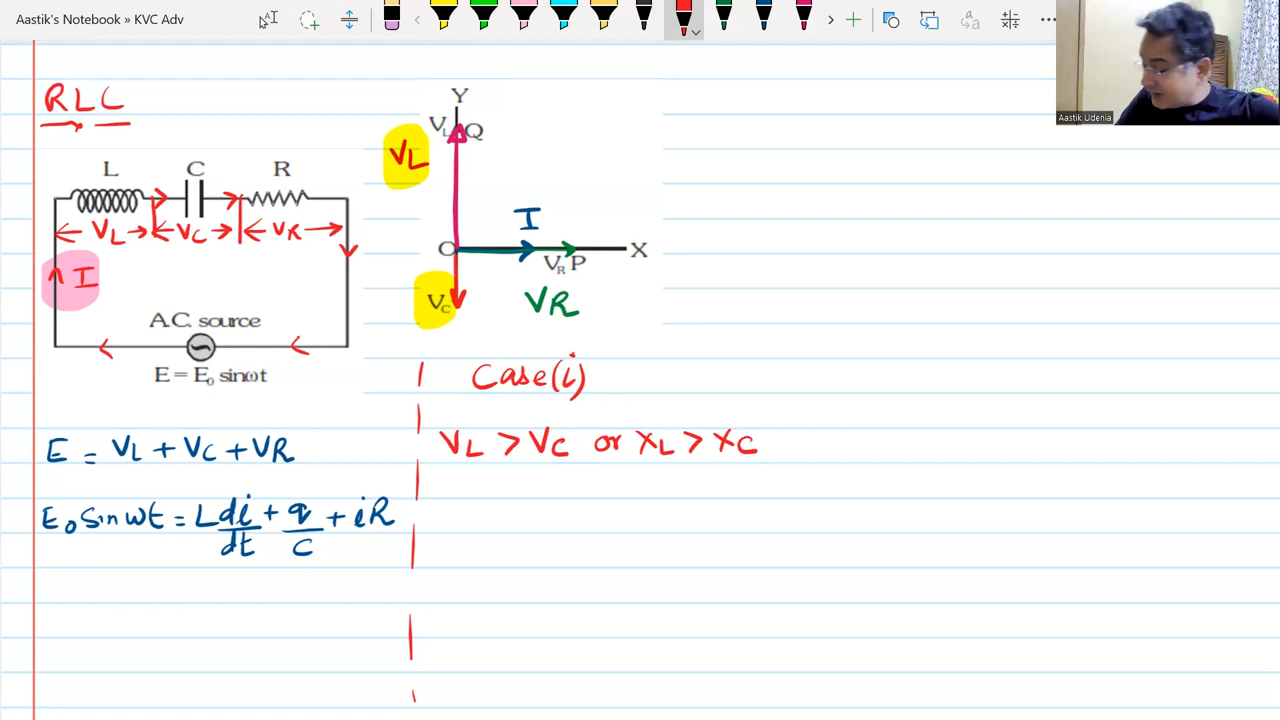 Aastik's Notebook » KVC Adv
Aastik Udenia
RLC
L C R
VL VC VR
I
A.C. source
E = E₀ sinωt
E = VL + VC + VR
E₀ sin ωt = L di/dt + q/C + iR
Y
VL Q
VL
I
O X
VR P
VC
VR
Case(i)
VL > VC or XL > XC